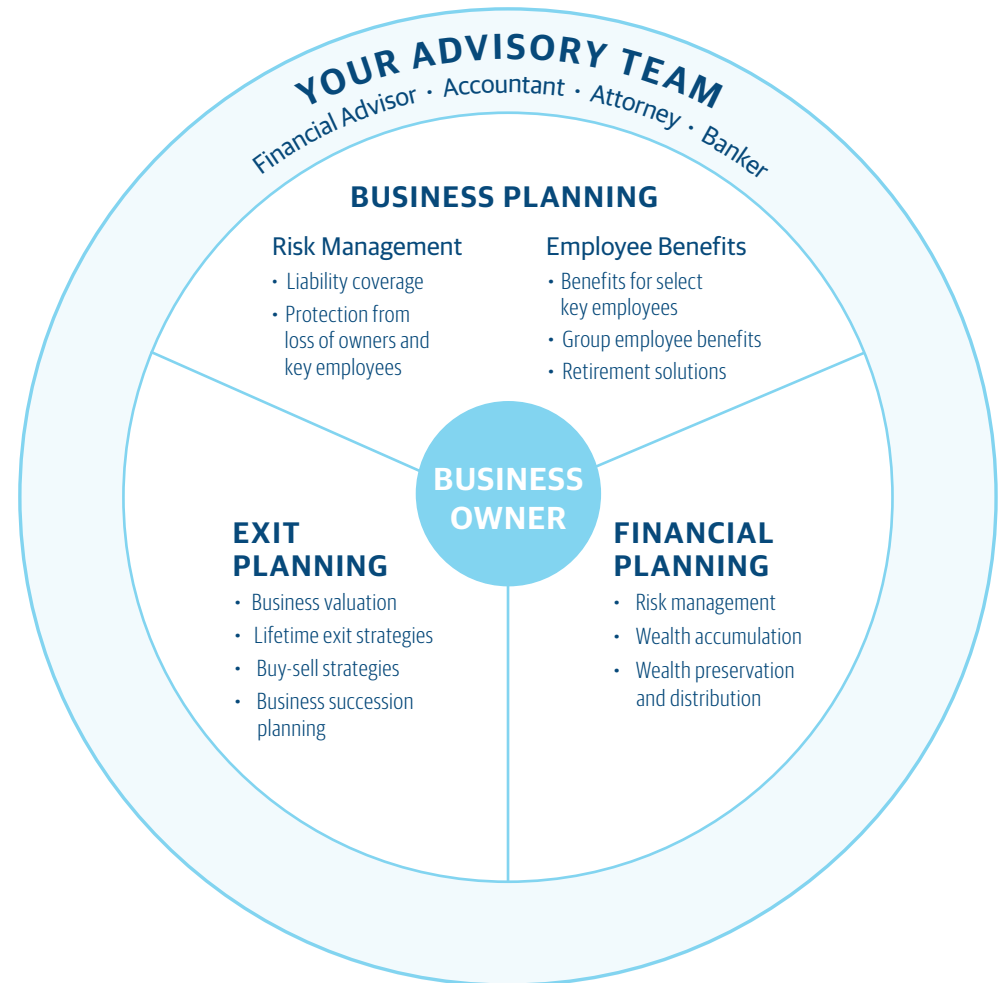 YOUR ADVISORY TEAM
Financial Advisor · Accountant · Attorney · Banker
BUSINESS PLANNING
Risk Management
• Liability coverage
• Protection from
loss of owners and
key employees
Employee Benefits
• Benefits for select
key employees
• Group employee benefits
• Retirement solutions
BUSINESS
OWNER
EXIT
PLANNING
• Business valuation
• Lifetime exit strategies
• Buy-sell strategies
• Business succession
planning
FINANCIAL
PLANNING
• Risk management
• Wealth accumulation
• Wealth preservation
and distribution